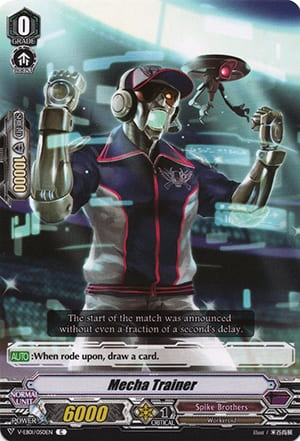 0
GRADE
BOOST
10000
The start of the match was announced
without even a fraction of a second's delay.
AUTO:When rode upon, draw a card.
Mecha Trainer
NORMAL
UNIT
POWER 6000 1
CRITICAL
Spike Brothers
Workeroid
V-EB01/050EN C